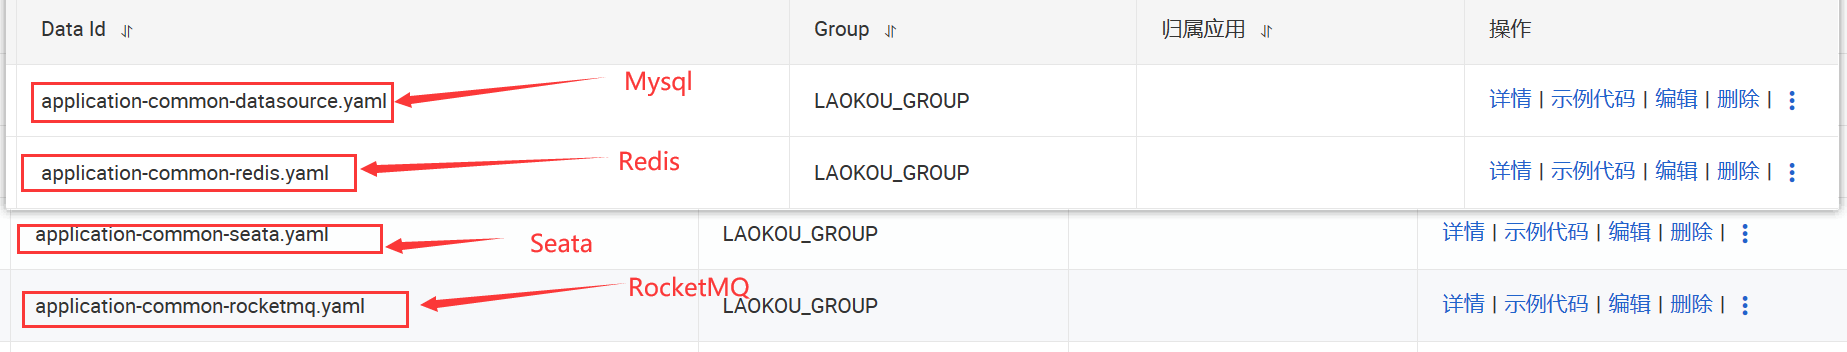 Data Id Group 归属应用 操作
application-common-datasource.yaml Mysql LAOKOU_GROUP 详情 | 示例代码 | 编辑 | 删除 |
application-common-redis.yaml Redis LAOKOU_GROUP 详情 | 示例代码 | 编辑 | 删除 |
application-common-seata.yaml Seata LAOKOU_GROUP 详情 | 示例代码 | 编辑 | 删除 |
application-common-rocketmq.yaml RocketMQ LAOKOU_GROUP 详情 | 示例代码 | 编辑 | 删除 |